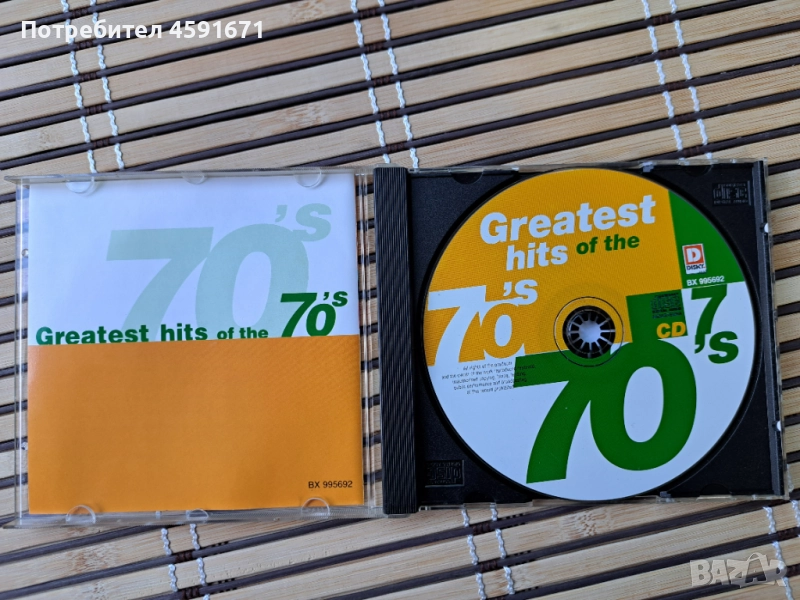 Потребител 4591671
70's
Greatest hits of the 70's
BX 995692
Greatest
hits of the
70's
D
DISKY
BX 995692
CD 7
70's
BAZAR